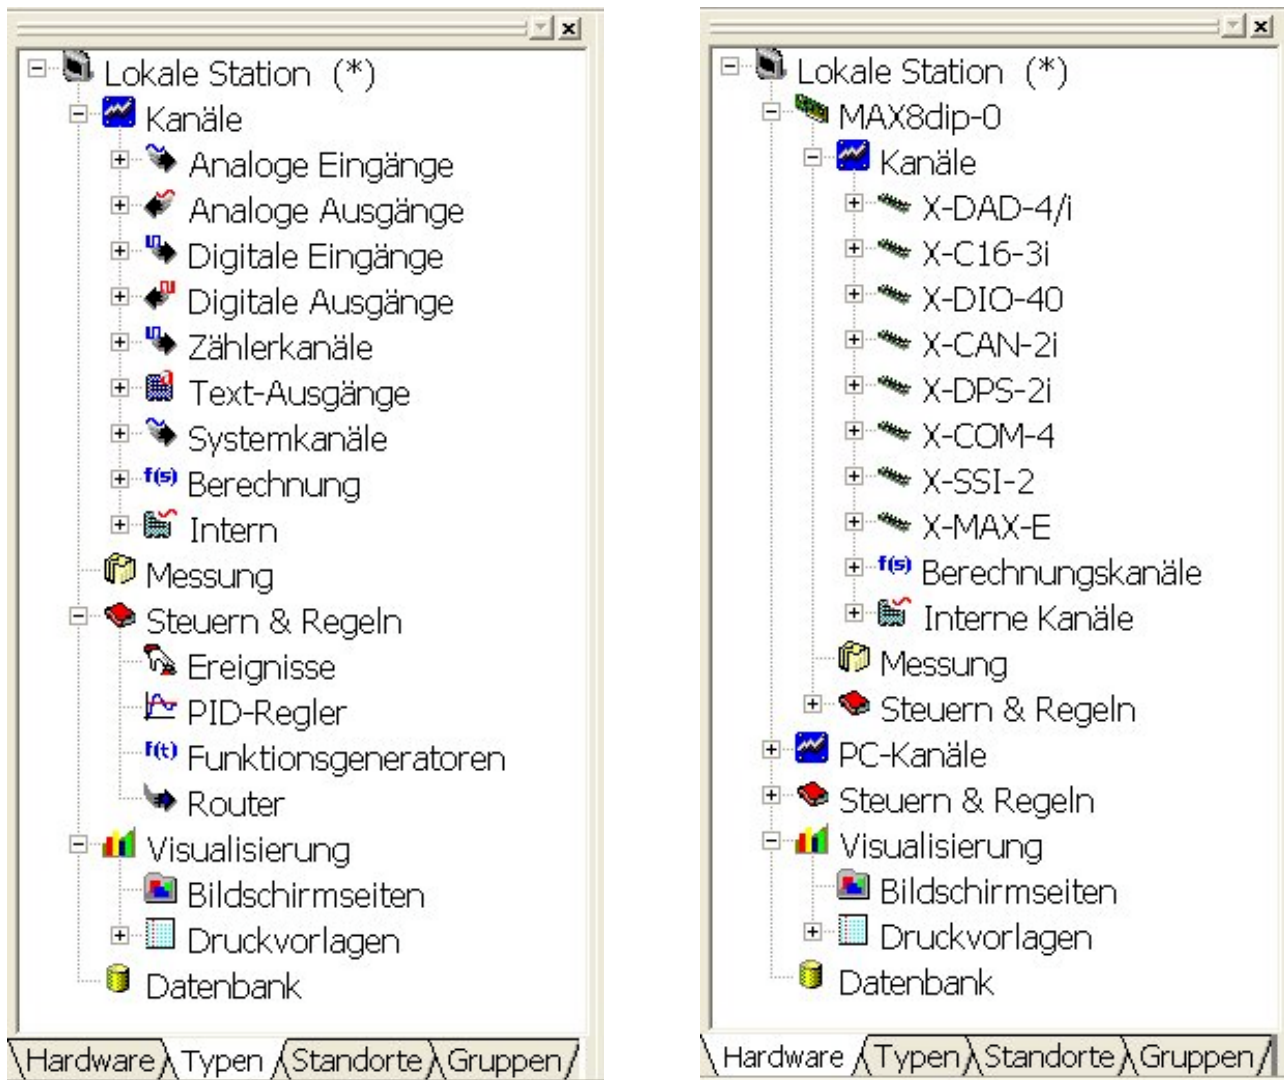 Lokale Station (*)
Kanäle
Analoge Eingänge
Analoge Ausgänge
Digitale Eingänge
Digitale Ausgänge
Zählerkanäle
Text-Ausgänge
Systemkanäle
f(s) Berechnung
Intern
Messung
Steuern & Regeln
Ereignisse
PID-Regler
f(t) Funktionsgeneratoren
Router
Visualisierung
Bildschirmseiten
Druckvorlagen
Datenbank
Hardware Typen Standorte Gruppen
Lokale Station (*)
MAX8dip-0
Kanäle
X-DAD-4/i
X-C16-3i
X-DIO-40
X-CAN-2i
X-DPS-2i
X-COM-4
X-SSI-2
X-MAX-E
f(s) Berechnungskanäle
Interne Kanäle
Messung
Steuern & Regeln
PC-Kanäle
Steuern & Regeln
Visualisierung
Bildschirmseiten
Druckvorlagen
Datenbank
Hardware Typen Standorte Gruppen